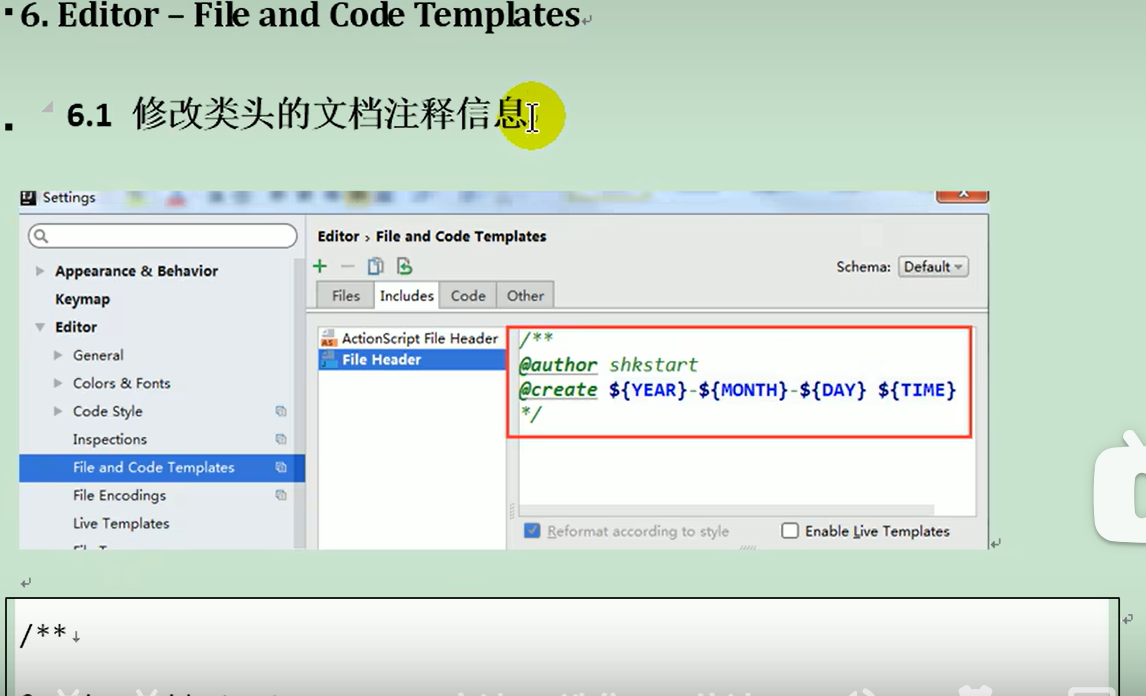 6. Editor – File and Code Templates
6.1 修改类头的文档注释信息
Settings
Editor › File and Code Templates
Appearance & Behavior
Schema: Default
Keymap
Files Includes Code Other
Editor
General
ActionScript File Header
File Header
Colors & Fonts
Code Style
Inspections
File and Code Templates
File Encodings
Live Templates
/**
@author shkstart
@create ${YEAR}-${MONTH}-${DAY} ${TIME}
*/
Reformat according to style
Enable Live Templates
/**